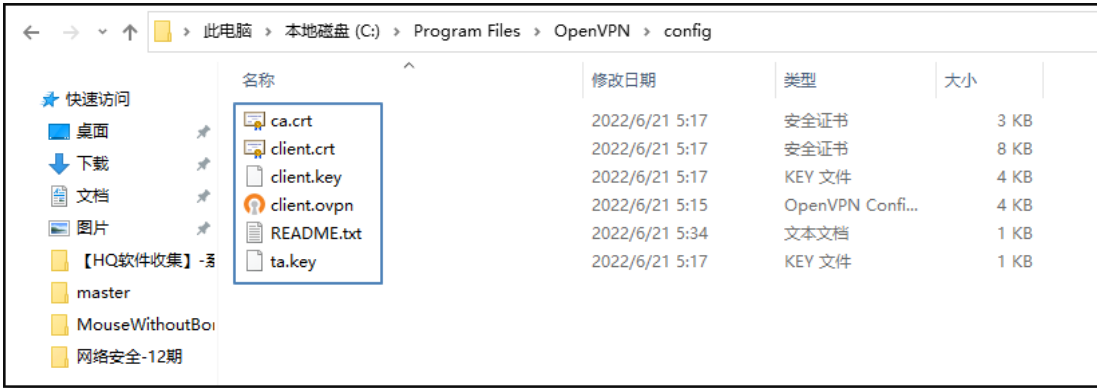 此电脑 > 本地磁盘 (C:) > Program Files > OpenVPN > config
名称 修改日期 类型 大小
快速访问
桌面
下载
文档
图片
【HQ软件收集】-系
master
MouseWithoutBor
网络安全-12期
ca.crt 2022/6/21 5:17 安全证书 3 KB
client.crt 2022/6/21 5:17 安全证书 8 KB
client.key 2022/6/21 5:17 KEY 文件 4 KB
client.ovpn 2022/6/21 5:15 OpenVPN Confi... 4 KB
README.txt 2022/6/21 5:34 文本文档 1 KB
ta.key 2022/6/21 5:17 KEY 文件 1 KB